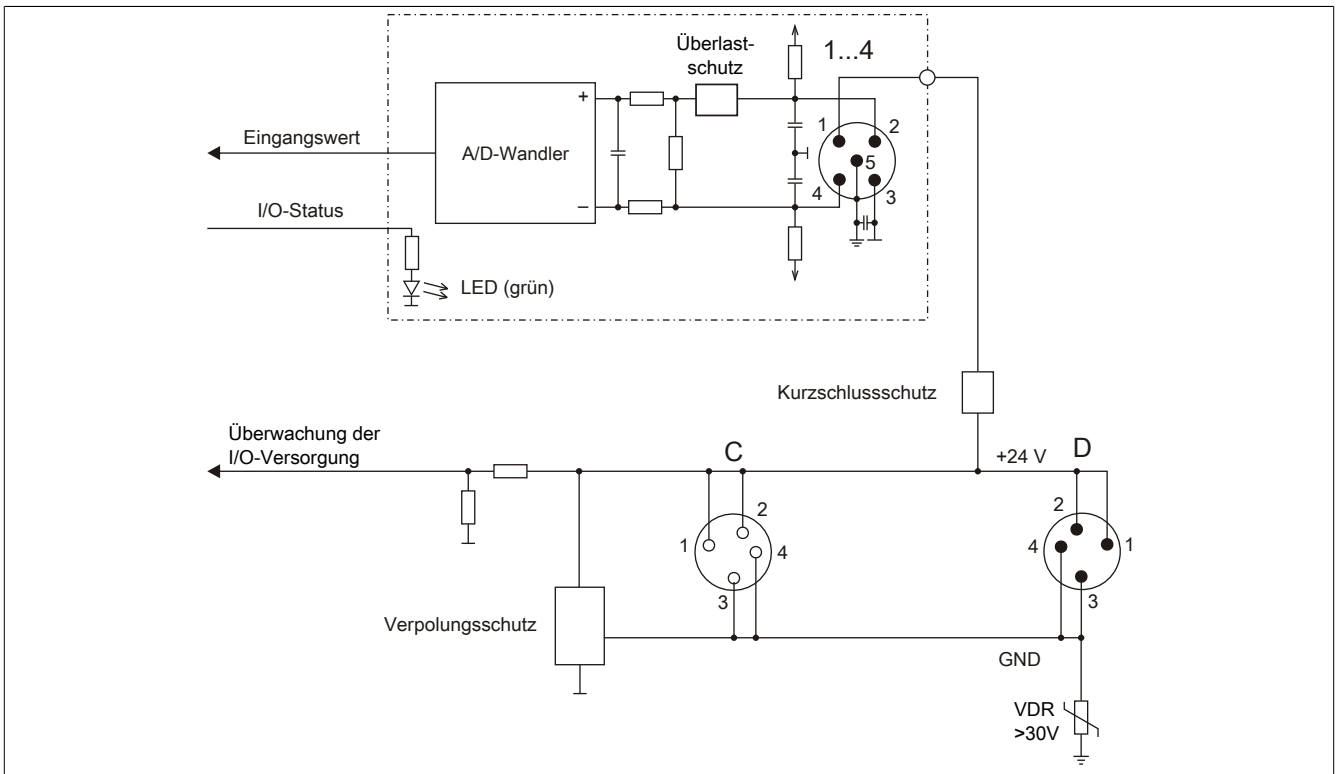 Überlast-
schutz
1...4
+
1
2
Eingangswert
A/D-Wandler
5
4
3
−
I/O-Status
LED (grün)
Kurzschlussschutz
Überwachung der
I/O-Versorgung
C
+24 V
D
2
2
1
4
4
1
3
3
Verpolungsschutz
GND
VDR
>30V